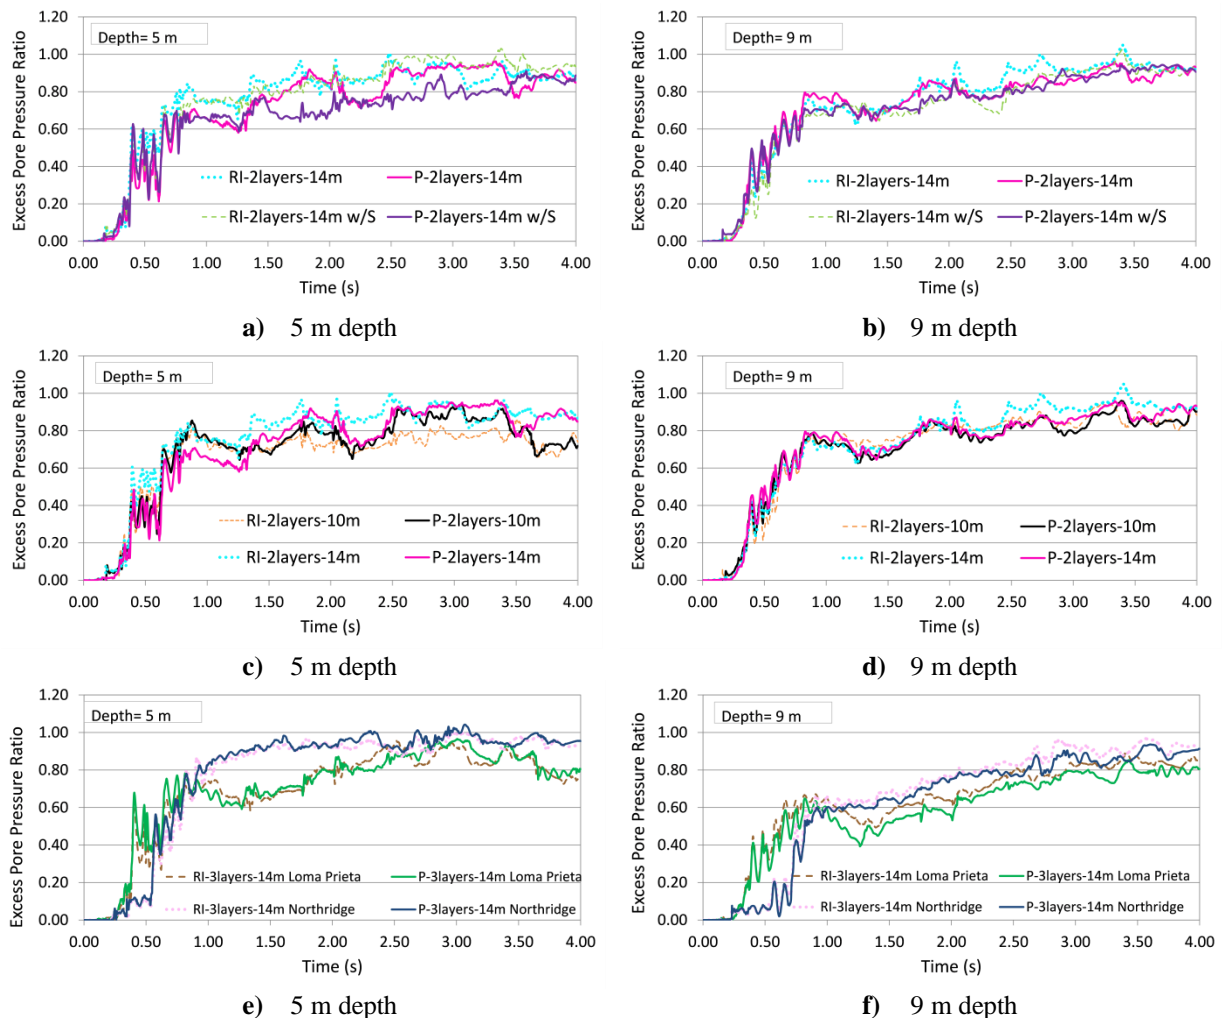 Excess Pore Pressure Ratio
1.20
1.00
0.80
0.60
0.40
0.20
0.00
Depth= 5 m
RI-2layers-14m
P-2layers-14m
RI-2layers-14m w/S
P-2layers-14m w/S
0.00 0.50 1.00 1.50 2.00 2.50 3.00 3.50 4.00
Time (s)
a) 5 m depth
Excess Pore Pressure Ratio
1.20
1.00
0.80
0.60
0.40
0.20
0.00
Depth= 9 m
RI-2layers-14m
P-2layers-14m
RI-2layers-14m w/S
P-2layers-14m w/S
0.00 0.50 1.00 1.50 2.00 2.50 3.00 3.50 4.00
Time (s)
b) 9 m depth
Excess Pore Pressure Ratio
1.20
1.00
0.80
0.60
0.40
0.20
0.00
Depth= 5 m
RI-2layers-10m
P-2layers-10m
RI-2layers-14m
P-2layers-14m
0.00 0.50 1.00 1.50 2.00 2.50 3.00 3.50 4.00
Time (s)
c) 5 m depth
Excess Pore Pressure Ratio
1.20
1.00
0.80
0.60
0.40
0.20
0.00
Depth= 9 m
RI-2layers-10m
P-2layers-10m
RI-2layers-14m
P-2layers-14m
0.00 0.50 1.00 1.50 2.00 2.50 3.00 3.50 4.00
Time (s)
d) 9 m depth
Excess Pore Pressure Ratio
1.20
1.00
0.80
0.60
0.40
0.20
0.00
Depth= 5 m
RI-3layers-14m Loma Prieta
P-3layers-14m Loma Prieta
RI-3layers-14m Northridge
P-3layers-14m Northridge
0.00 0.50 1.00 1.50 2.00 2.50 3.00 3.50 4.00
Time (s)
e) 5 m depth
Excess Pore Pressure Ratio
1.20
1.00
0.80
0.60
0.40
0.20
0.00
Depth= 9 m
RI-3layers-14m Loma Prieta
P-3layers-14m Loma Prieta
RI-3layers-14m Northridge
P-3layers-14m Northridge
0.00 0.50 1.00 1.50 2.00 2.50 3.00 3.50 4.00
Time (s)
f) 9 m depth